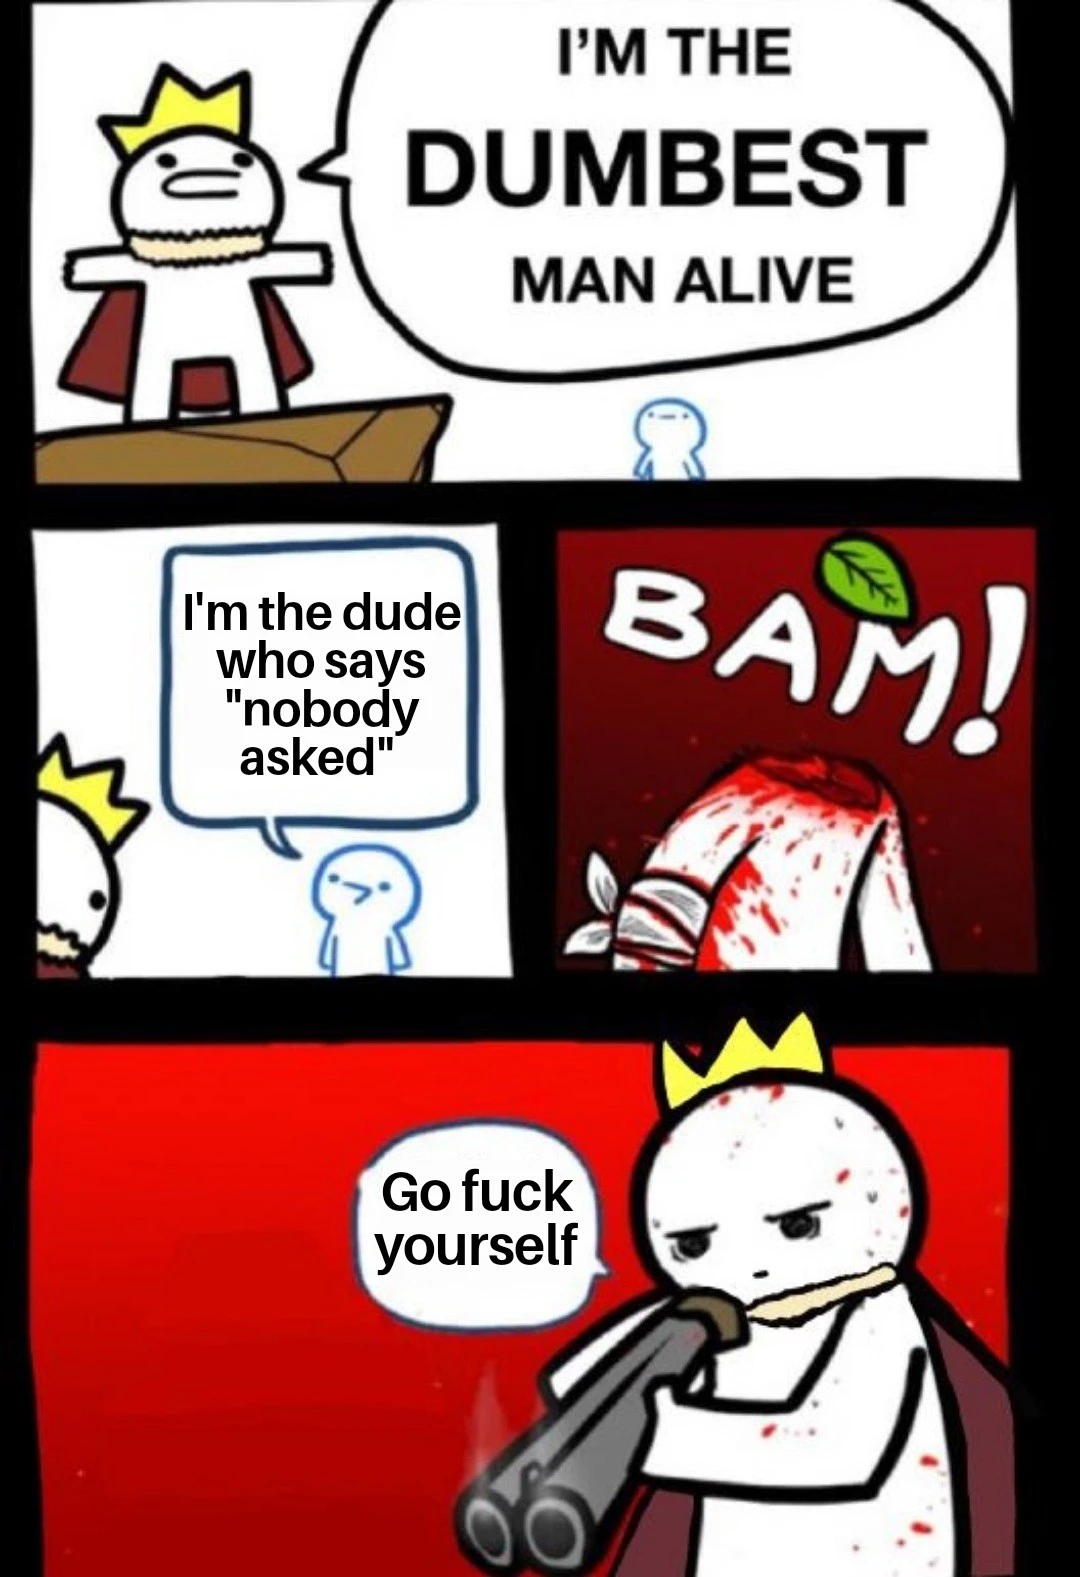 I'M THE
DUMBEST
MAN ALIVE
I'm the dude
who says
"nobody
asked"
BAM!
Go fuck
yourself